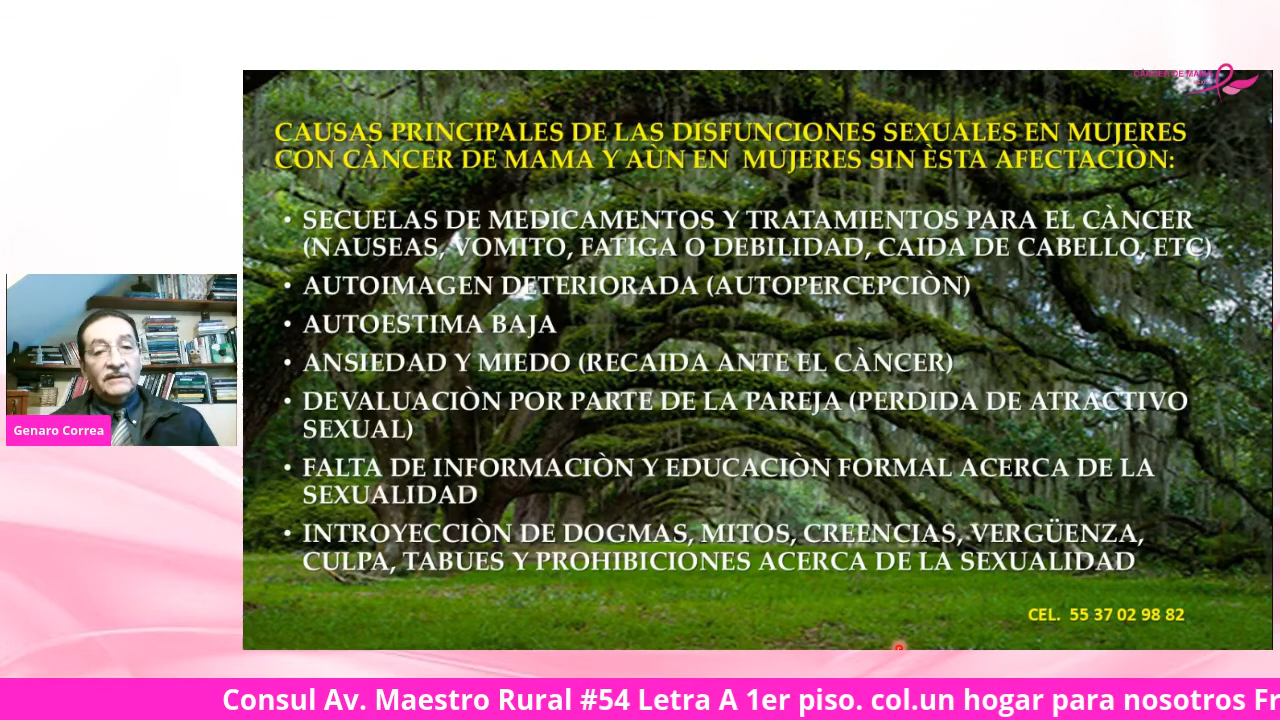 CÀNCER DE MAMA
CAUSAS PRINCIPALES DE LAS DISFUNCIONES SEXUALES EN MUJERES
CON CÀNCER DE MAMA Y AÙN EN MUJERES SIN ÈSTA AFECTACIÒN:
• SECUELAS DE MEDICAMENTOS Y TRATAMIENTOS PARA EL CÀNCER
(NAUSEAS, VOMITO, FATIGA O DEBILIDAD, CAIDA DE CABELLO, ETC)
• AUTOIMAGEN DETERIORADA (AUTOPERCEPCIÒN)
• AUTOESTIMA BAJA
• ANSIEDAD Y MIEDO (RECAIDA ANTE EL CÀNCER)
• DEVALUACIÒN POR PARTE DE LA PAREJA (PERDIDA DE ATRACTIVO
SEXUAL)
• FALTA DE INFORMACIÒN Y EDUCACIÒN FORMAL ACERCA DE LA
SEXUALIDAD
• INTROYECCIÒN DE DOGMAS, MITOS, CREENCIAS, VERGÜENZA,
CULPA, TABUES Y PROHIBICIONES ACERCA DE LA SEXUALIDAD
CEL. 55 37 02 98 82
Genaro Correa
Consul Av. Maestro Rural #54 Letra A 1er piso. col.un hogar para nosotros Fr